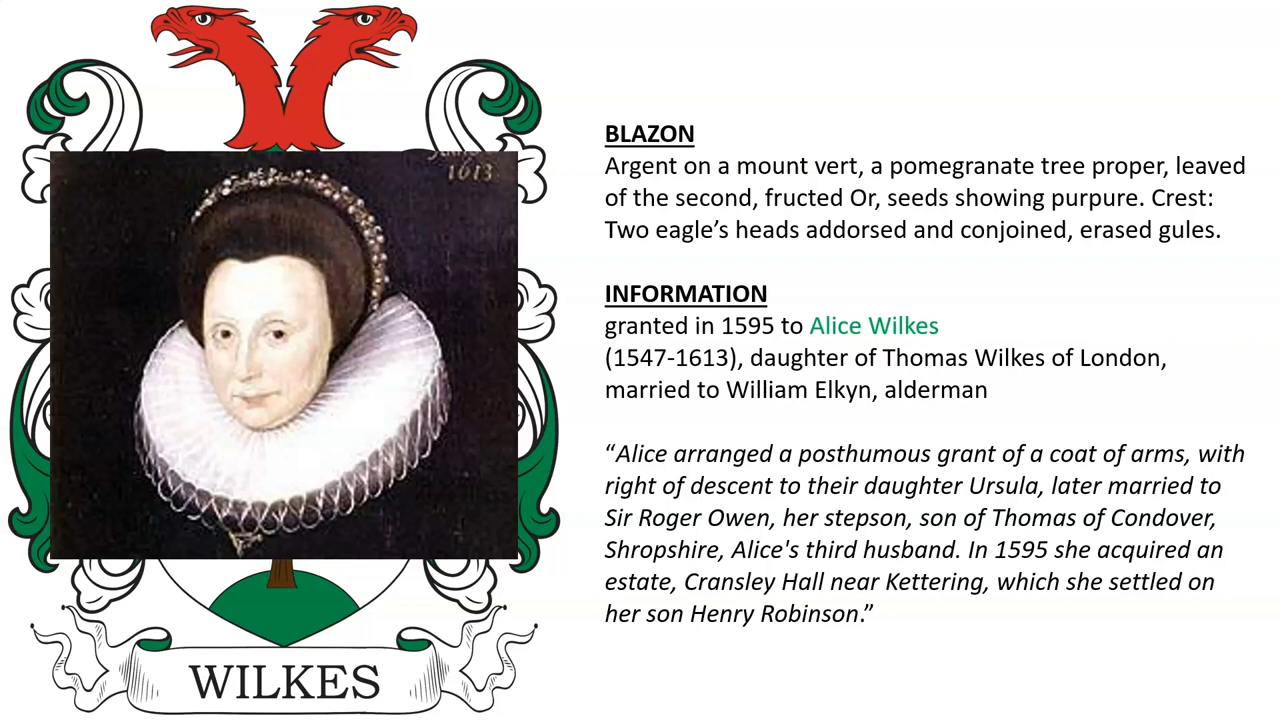 1613
BLAZON
Argent on a mount vert, a pomegranate tree proper, leaved
of the second, fructed Or, seeds showing purpure. Crest:
Two eagle’s heads addorsed and conjoined, erased gules.
INFORMATION
granted in 1595 to Alice Wilkes
(1547-1613), daughter of Thomas Wilkes of London,
married to William Elkyn, alderman
“Alice arranged a posthumous grant of a coat of arms, with
right of descent to their daughter Ursula, later married to
Sir Roger Owen, her stepson, son of Thomas of Condover,
Shropshire, Alice's third husband. In 1595 she acquired an
estate, Cransley Hall near Kettering, which she settled on
her son Henry Robinson.”
WILKES